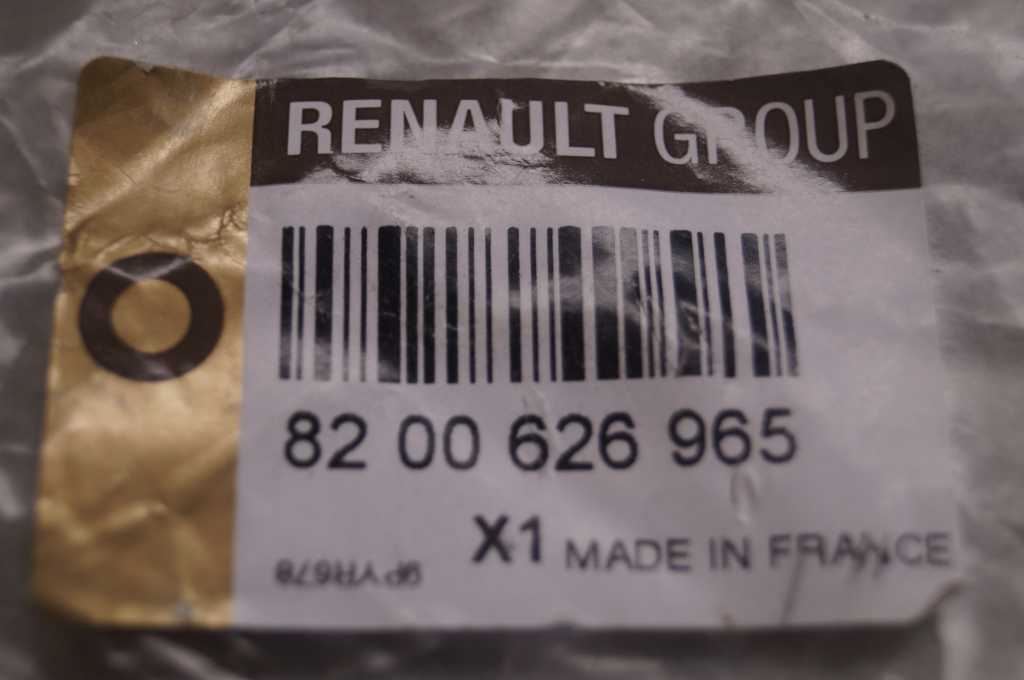 RENAULT GROUP
82 00 626 965
X1 MADE IN FRANCE